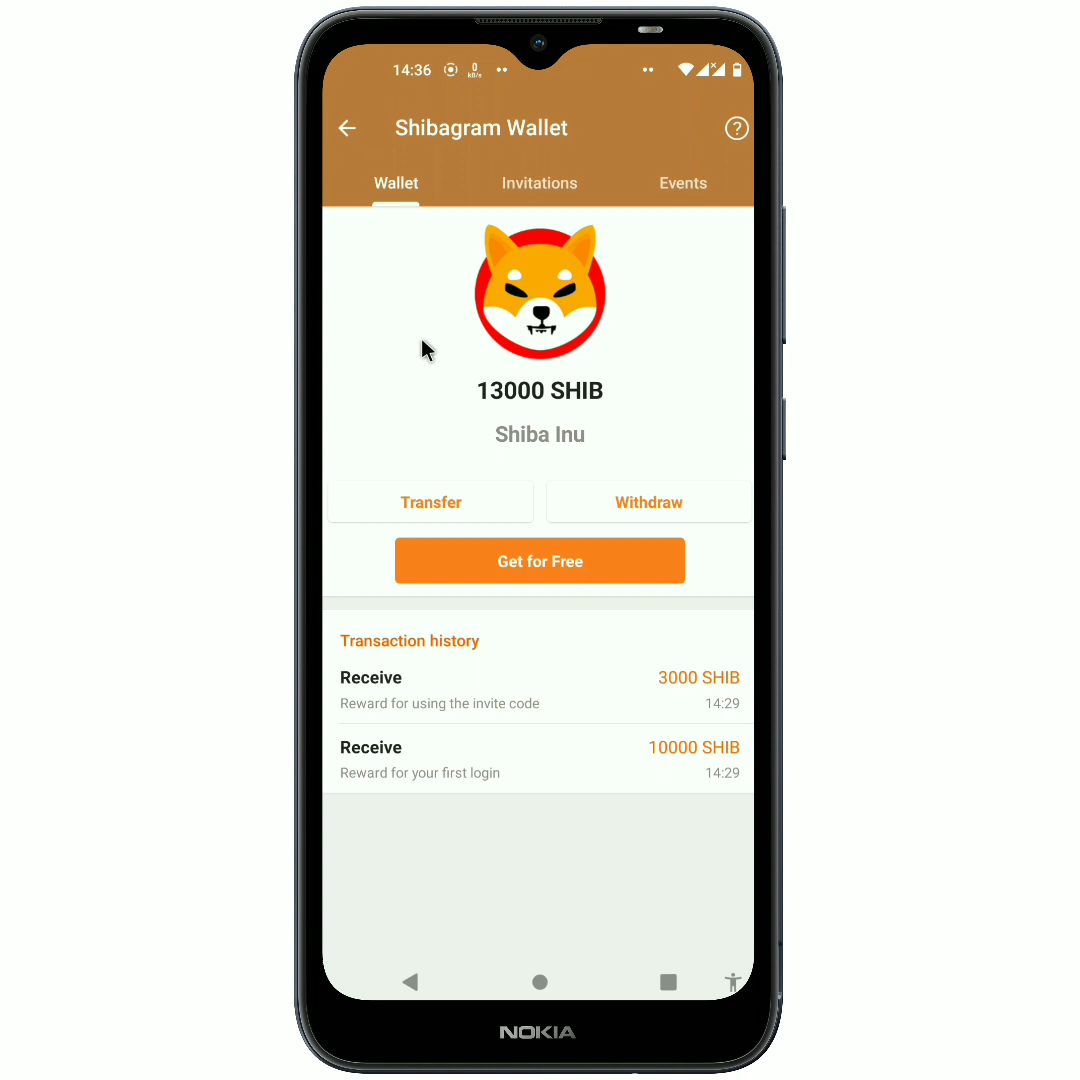 14:36 0 kB/s
Shibagram Wallet
Wallet Invitations Events
13000 SHIB
Shiba Inu
Transfer Withdraw
Get for Free
Transaction history
Receive 3000 SHIB
Reward for using the invite code 14:29
Receive 10000 SHIB
Reward for your first login 14:29
NOKIA